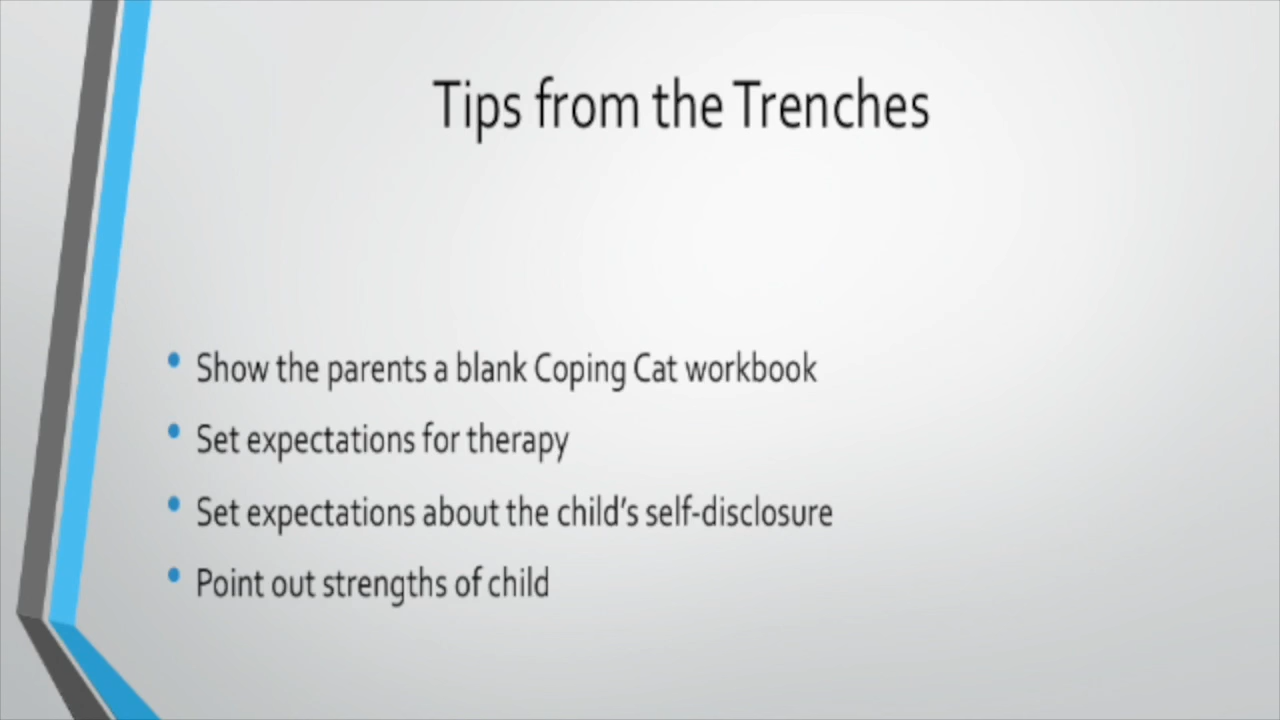 Tips from the Trenches
• Show the parents a blank Coping Cat workbook
• Set expectations for therapy
• Set expectations about the child's self-disclosure
• Point out strengths of child